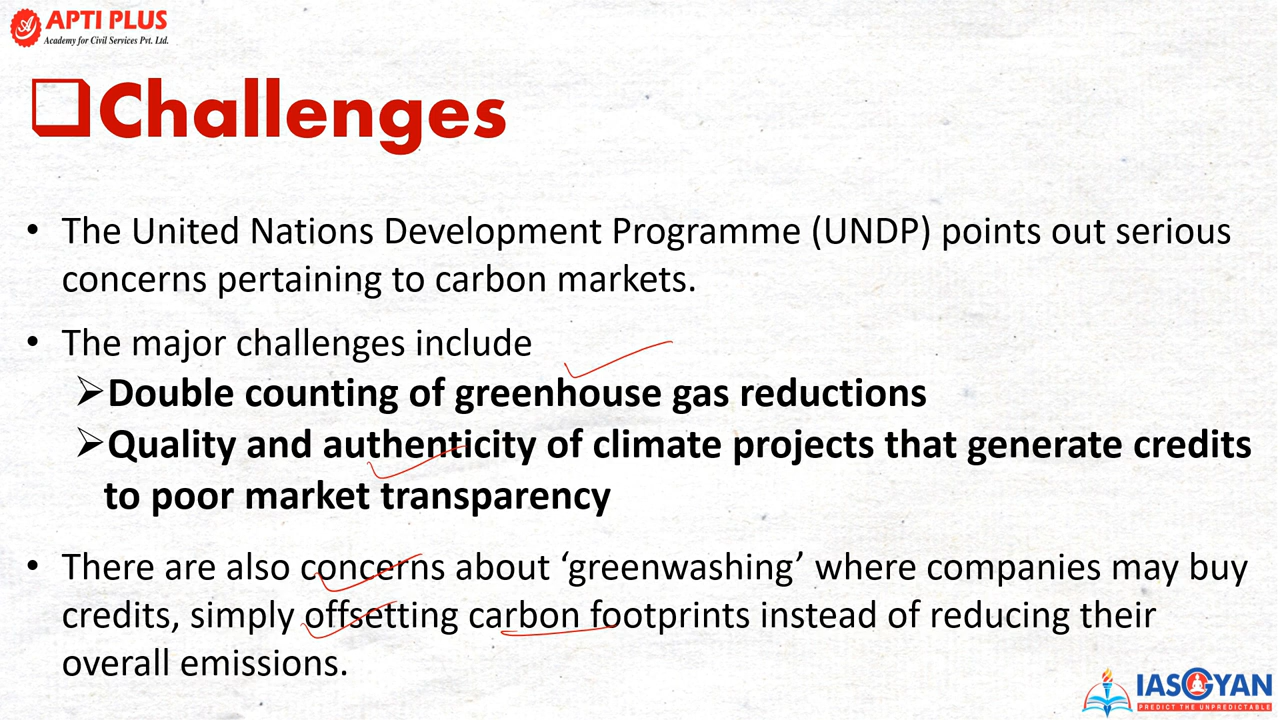 APTI PLUS
Academy for Civil Services Pvt. Ltd.
Challenges
• The United Nations Development Programme (UNDP) points out serious
concerns pertaining to carbon markets.
• The major challenges include
➢Double counting of greenhouse gas reductions
➢Quality and authenticity of climate projects that generate credits
to poor market transparency
• There are also concerns about ‘greenwashing’ where companies may buy
credits, simply offsetting carbon footprints instead of reducing their
overall emissions.
IASGYAN
PREDICT THE UNPREDICTABLE